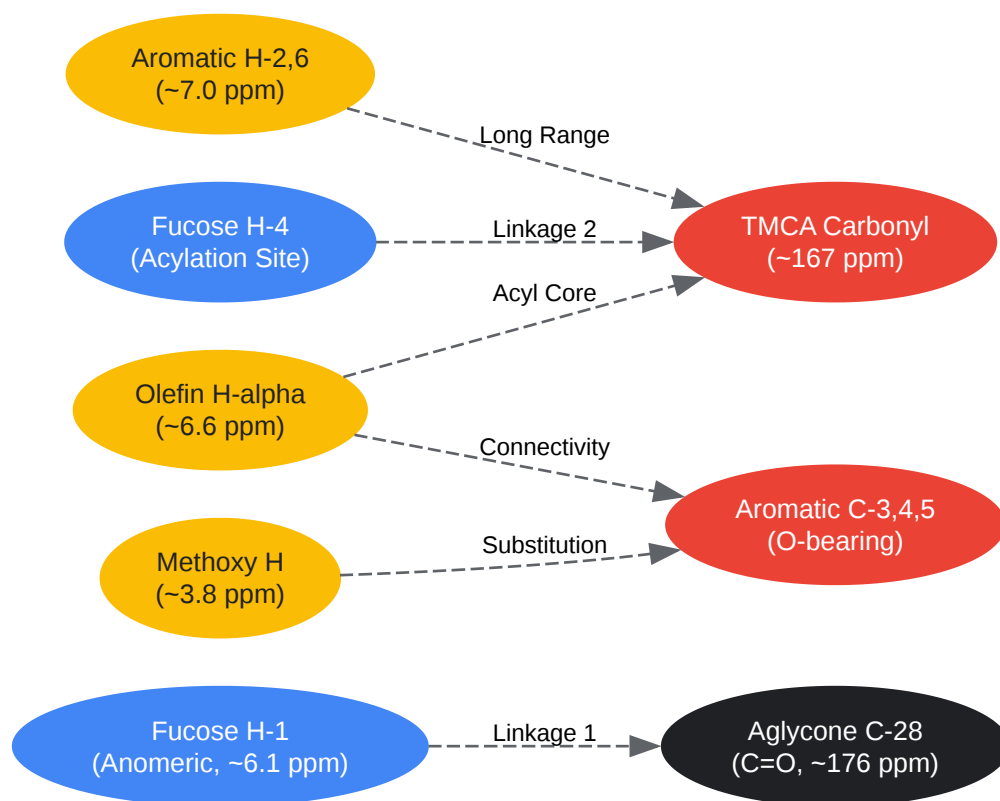 Aromatic H-2,6
(~7.0 ppm)
Long Range
Fucose H-4
(Acylation Site)
Linkage 2
TMCA Carbonyl
(~167 ppm)
Acyl Core
Olefin H-alpha
(~6.6 ppm)
Connectivity
Aromatic C-3,4,5
(O-bearing)
Methoxy H
(~3.8 ppm)
Substitution
Fucose H-1
(Anomeric, ~6.1 ppm)
Linkage 1
Aglycone C-28
(C=O, ~176 ppm)